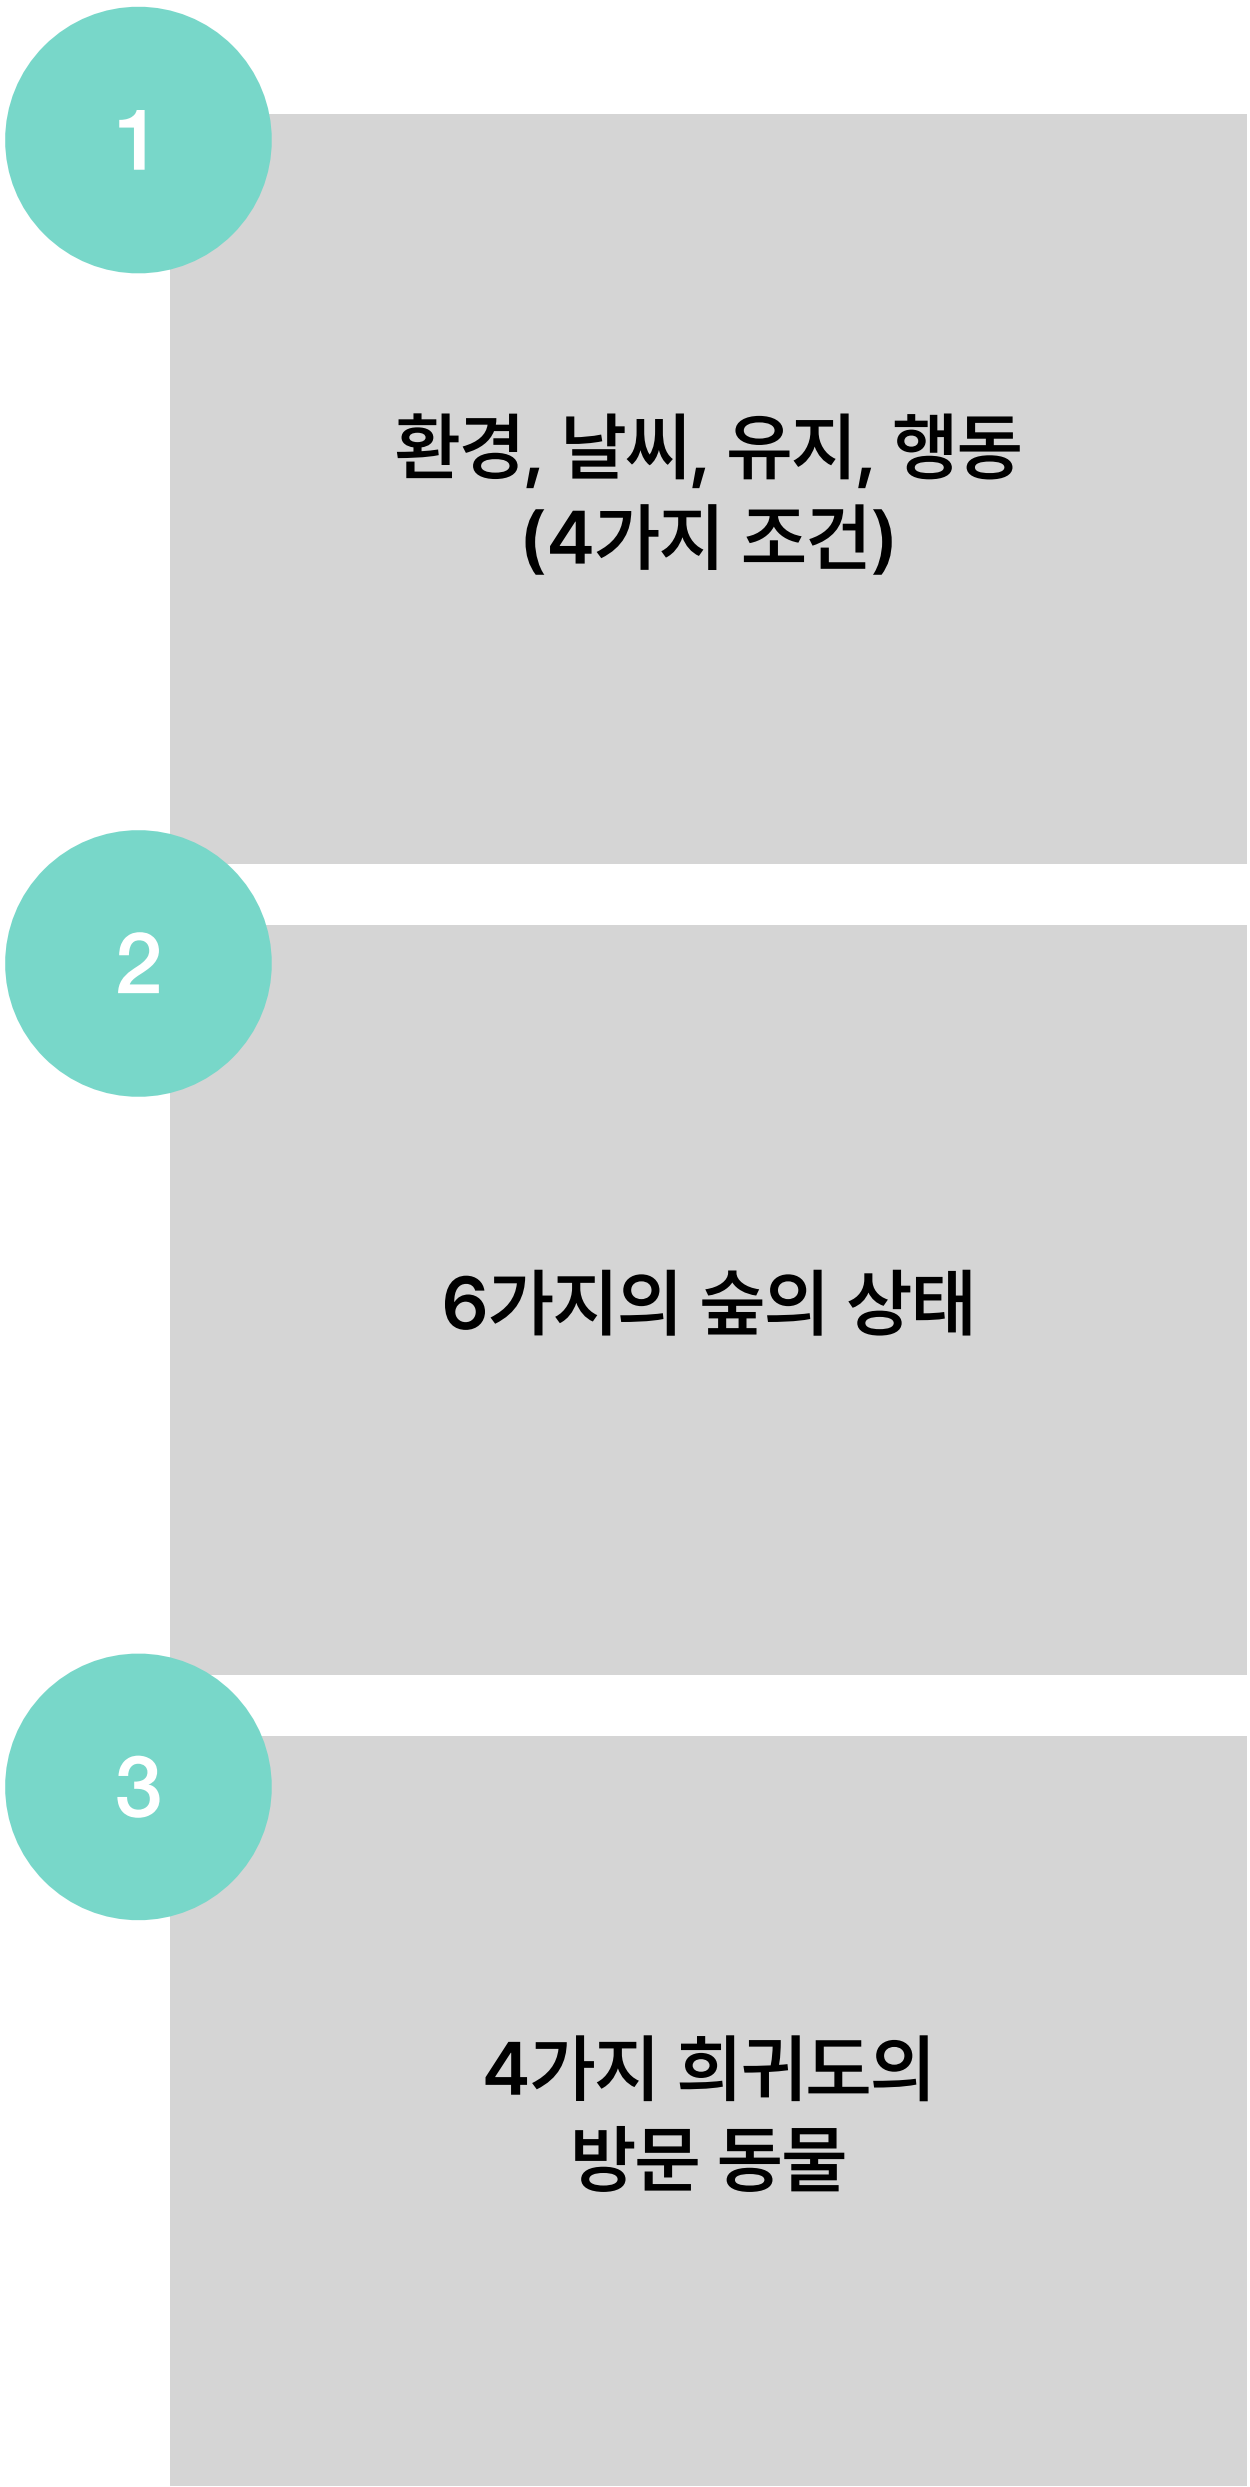 1
환경, 날씨, 유지, 행동
(4가지 조건)
2
6가지의 숲의 상태
3
4가지 희귀도의
방문 동물